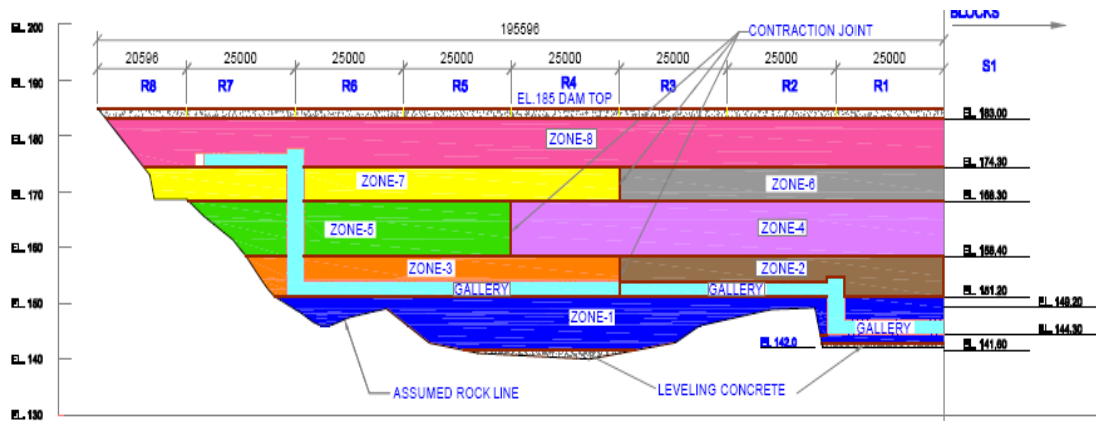 BLOCKS
EL. 200
195596
CONTRACTION JOINT
20596 25000 25000 25000 25000 25000 25000 25000
S1
EL. 190
R8 R7 R6 R5 R4 R3 R2 R1
EL.185 DAM TOP
EL. 183.00
EL. 180
ZONE-8
EL. 174.30
EL. 170
ZONE-7
ZONE-6
EL. 168.30
ZONE-5
ZONE-4
EL. 160
EL. 158.40
ZONE-3
ZONE-2
GALLERY
GALLERY
EL. 151.20
EL. 150
EL. 149.20
ZONE-1
GALLERY
EL. 144.30
EL.142.0
EL. 141.60
EL. 140
ASSUMED ROCK LINE
LEVELING CONCRETE
EL. 130